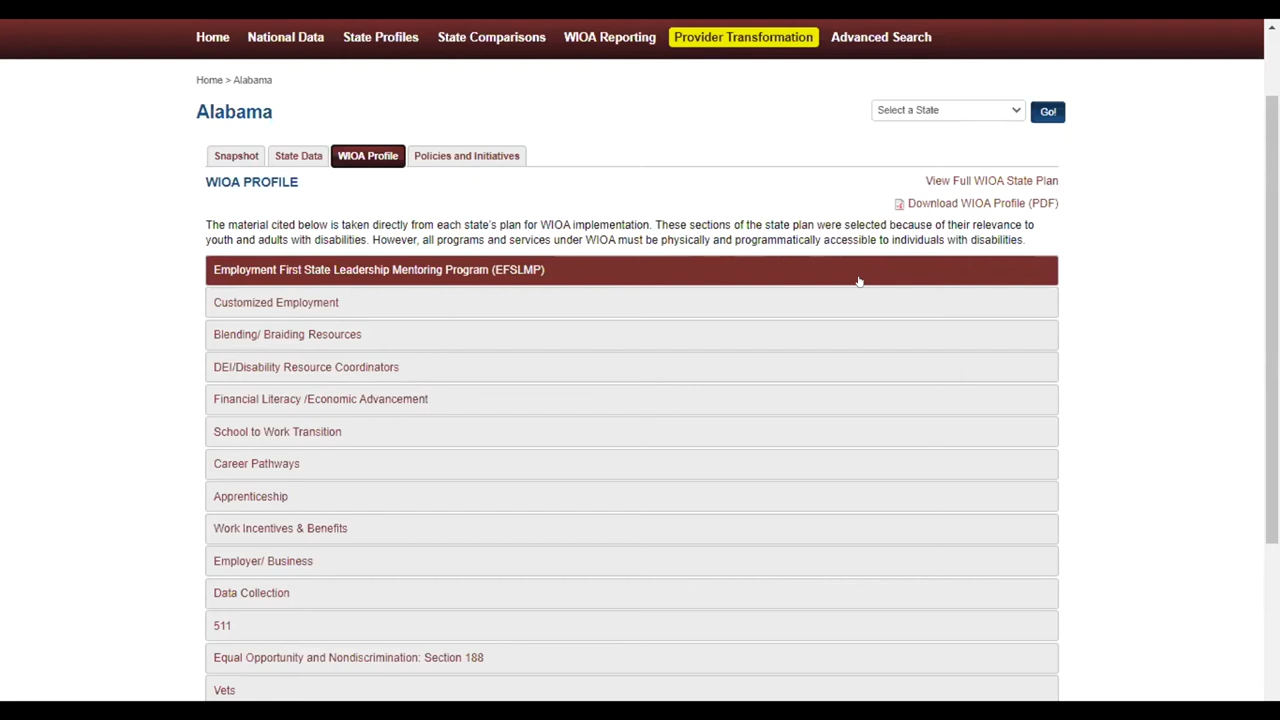 Home National Data State Profiles State Comparisons WIOA Reporting Provider Transformation Advanced Search
Home > Alabama
Alabama
Select a State Go!
Snapshot State Data WIOA Profile Policies and Initiatives
WIOA PROFILE
View Full WIOA State Plan
Download WIOA Profile (PDF)
The material cited below is taken directly from each state's plan for WIOA implementation. These sections of the state plan were selected because of their relevance to
youth and adults with disabilities. However, all programs and services under WIOA must be physically and programmatically accessible to individuals with disabilities.
Employment First State Leadership Mentoring Program (EFSLMP)
Customized Employment
Blending/ Braiding Resources
DEI/Disability Resource Coordinators
Financial Literacy /Economic Advancement
School to Work Transition
Career Pathways
Apprenticeship
Work Incentives & Benefits
Employer/ Business
Data Collection
511
Equal Opportunity and Nondiscrimination: Section 188
Vets